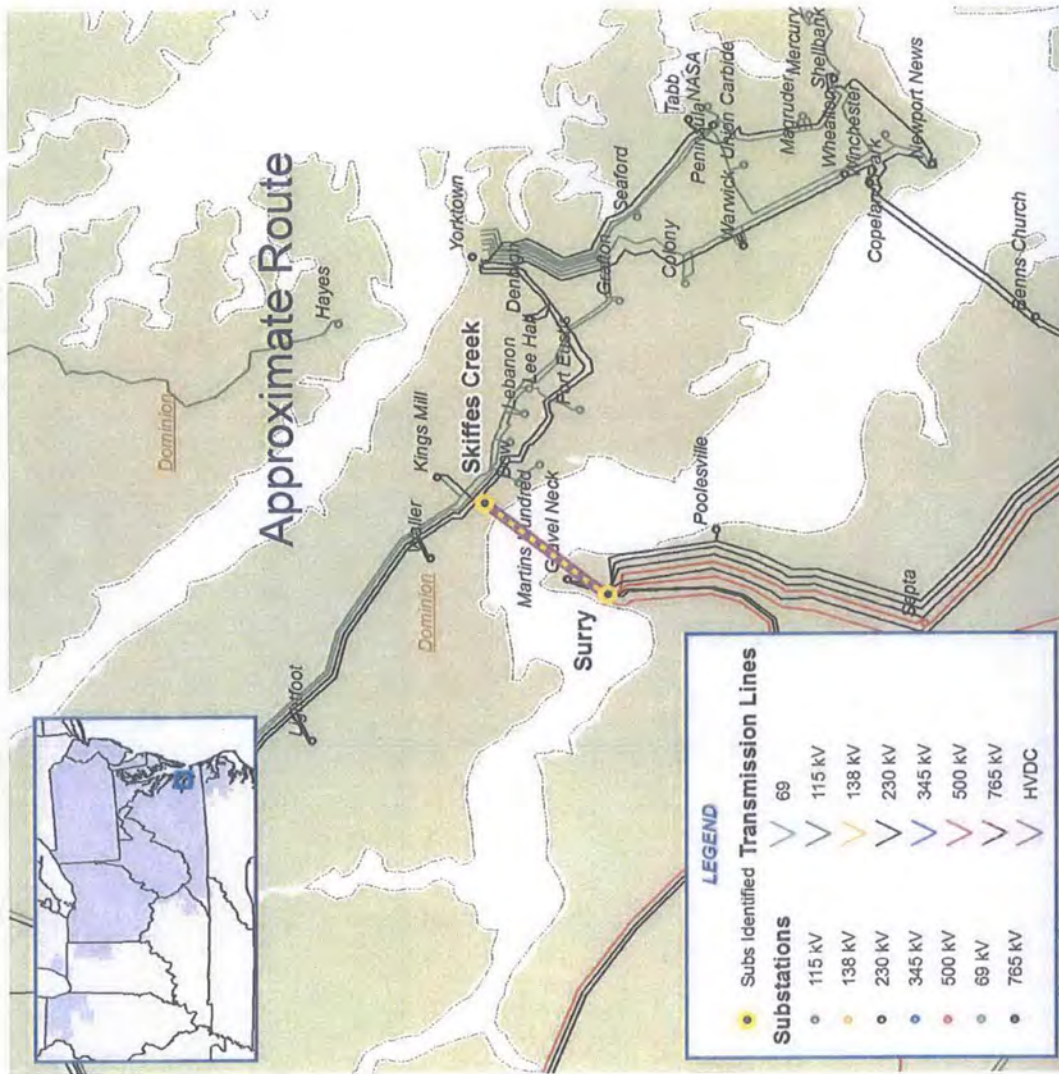 Approximate Route
Dominion
Hayes
Yorktown
Kings Mill
Skiffes Creek
Waller
Dominion
Lightfoot
Lebanon
Lee Hall
Denbigh
Fort Eustis
Grafton
Seaford
Tabb
NASA
Peninsula
Union Carbide
Magruder
Mercury
Shellbank
Whealton
Winchester
Newport News
Copeland Park
Warwick
Colony
Martins Hundred
Gravel Neck
Surry
Poolesville
Septa
Benns Church
LEGEND
Subs Identified
Transmission Lines
69
115 kV
138 kV
230 kV
345 kV
500 kV
765 kV
HVDC
Substations
115 kV
138 kV
230 kV
345 kV
500 kV
69 kV
765 kV